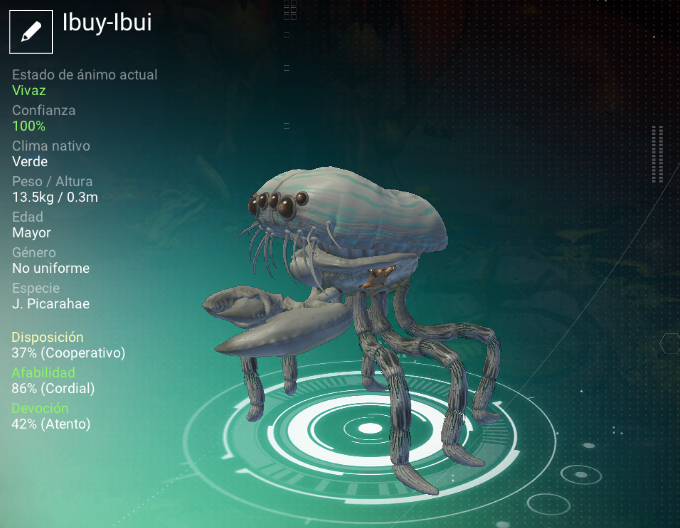 Ibuy-Ibui
Estado de ánimo actual
Vivaz
Confianza
100%
Clima nativo
Verde
Peso / Altura
13.5kg / 0.3m
Edad
Mayor
Género
No uniforme
Especie
J. Picarahae
Disposición
37% (Cooperativo)
Afabilidad
86% (Cordial)
Devoción
42% (Atento)